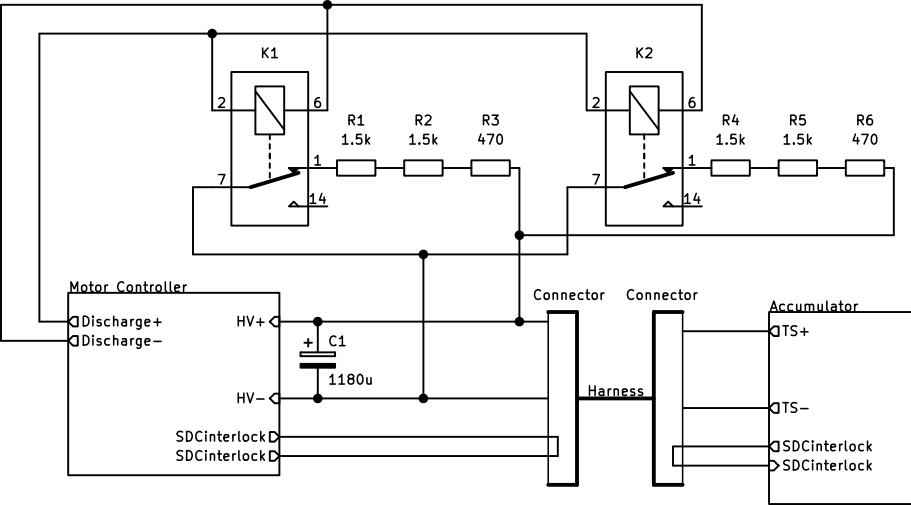 K1
K2
2
6
2
6
R1
R2
R3
R4
R5
R6
1.5k
1.5k
470
1.5k
1.5k
470
1
1
7
7
14
14
Motor Controller
Connector
Connector
Accumulator
Discharge+
HV+
TS+
Discharge-
+
C1
1180u
HV-
Harness
TS-
SDCinterlock
SDCinterlock
SDCinterlock
SDCinterlock